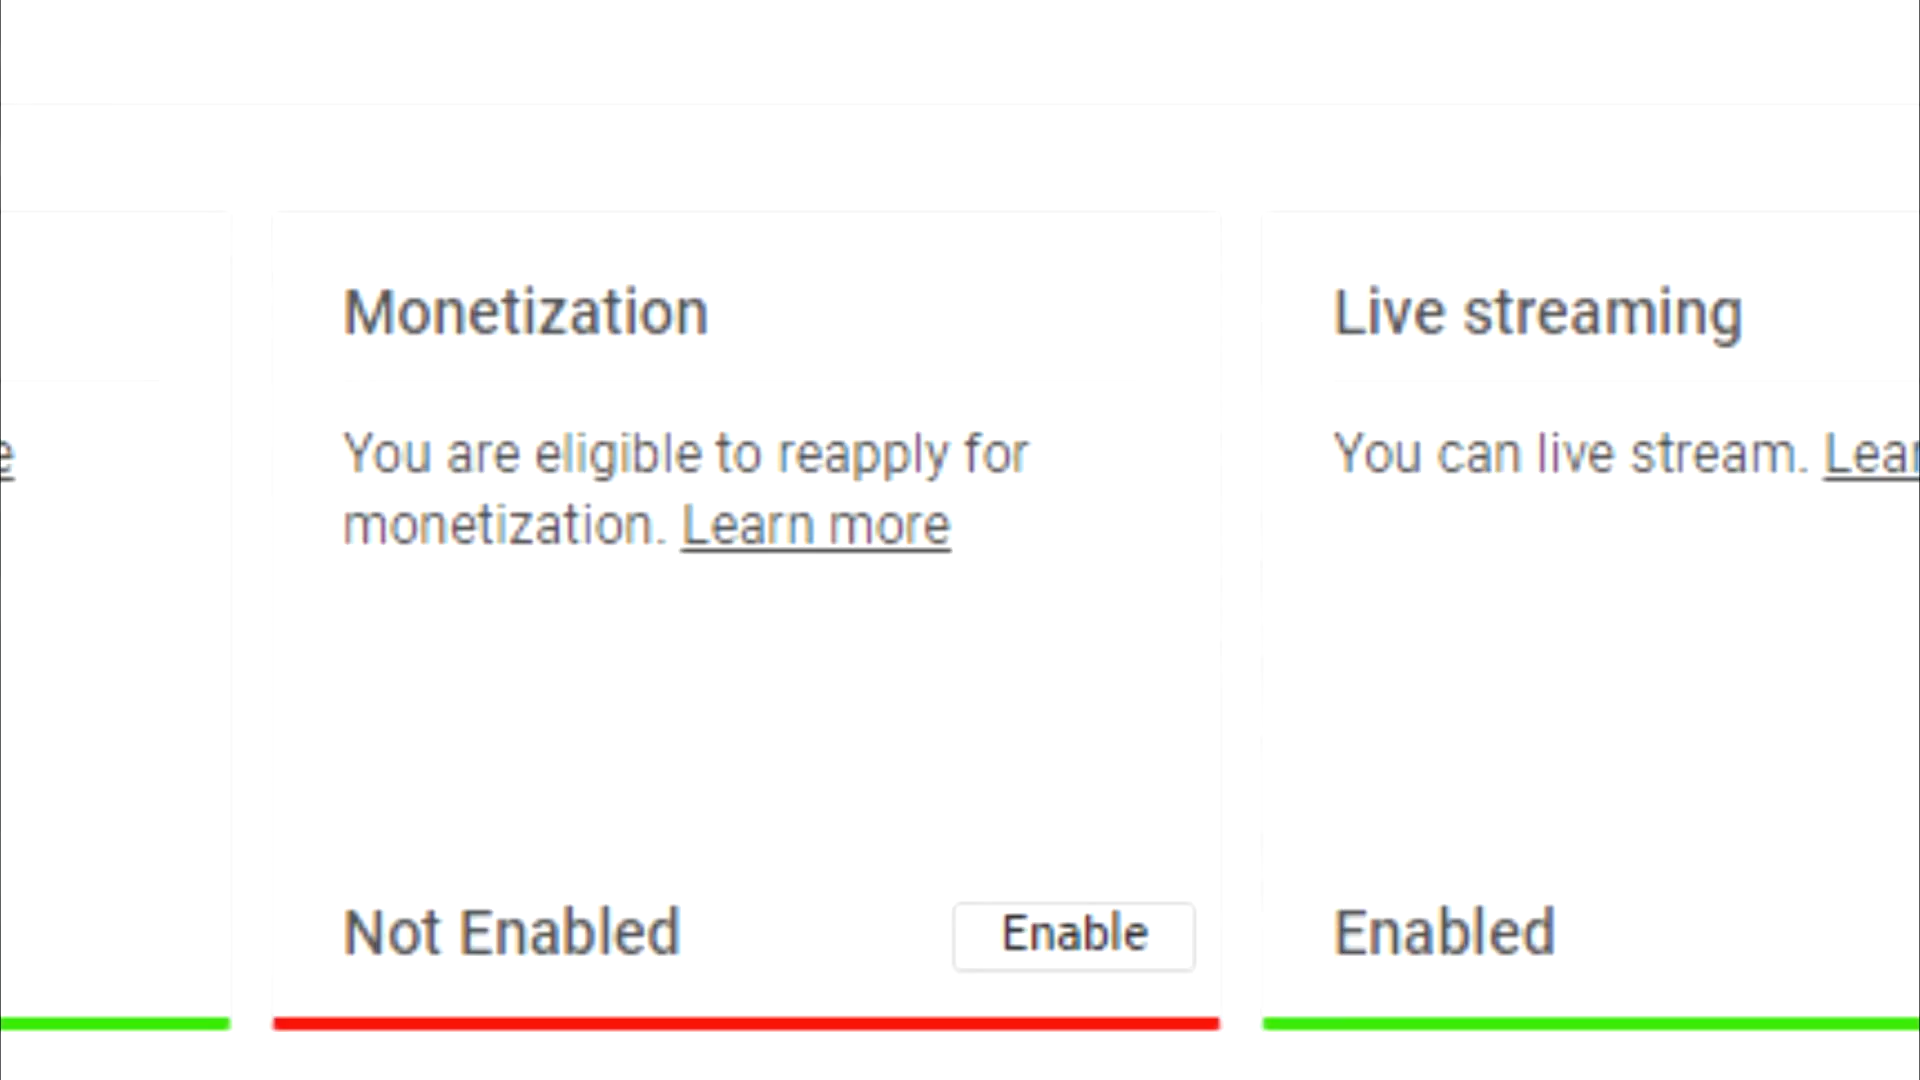 Monetization
You are eligible to reapply for
monetization. Learn more
Not Enabled
Enable
Live streaming
You can live stream.
Enabled